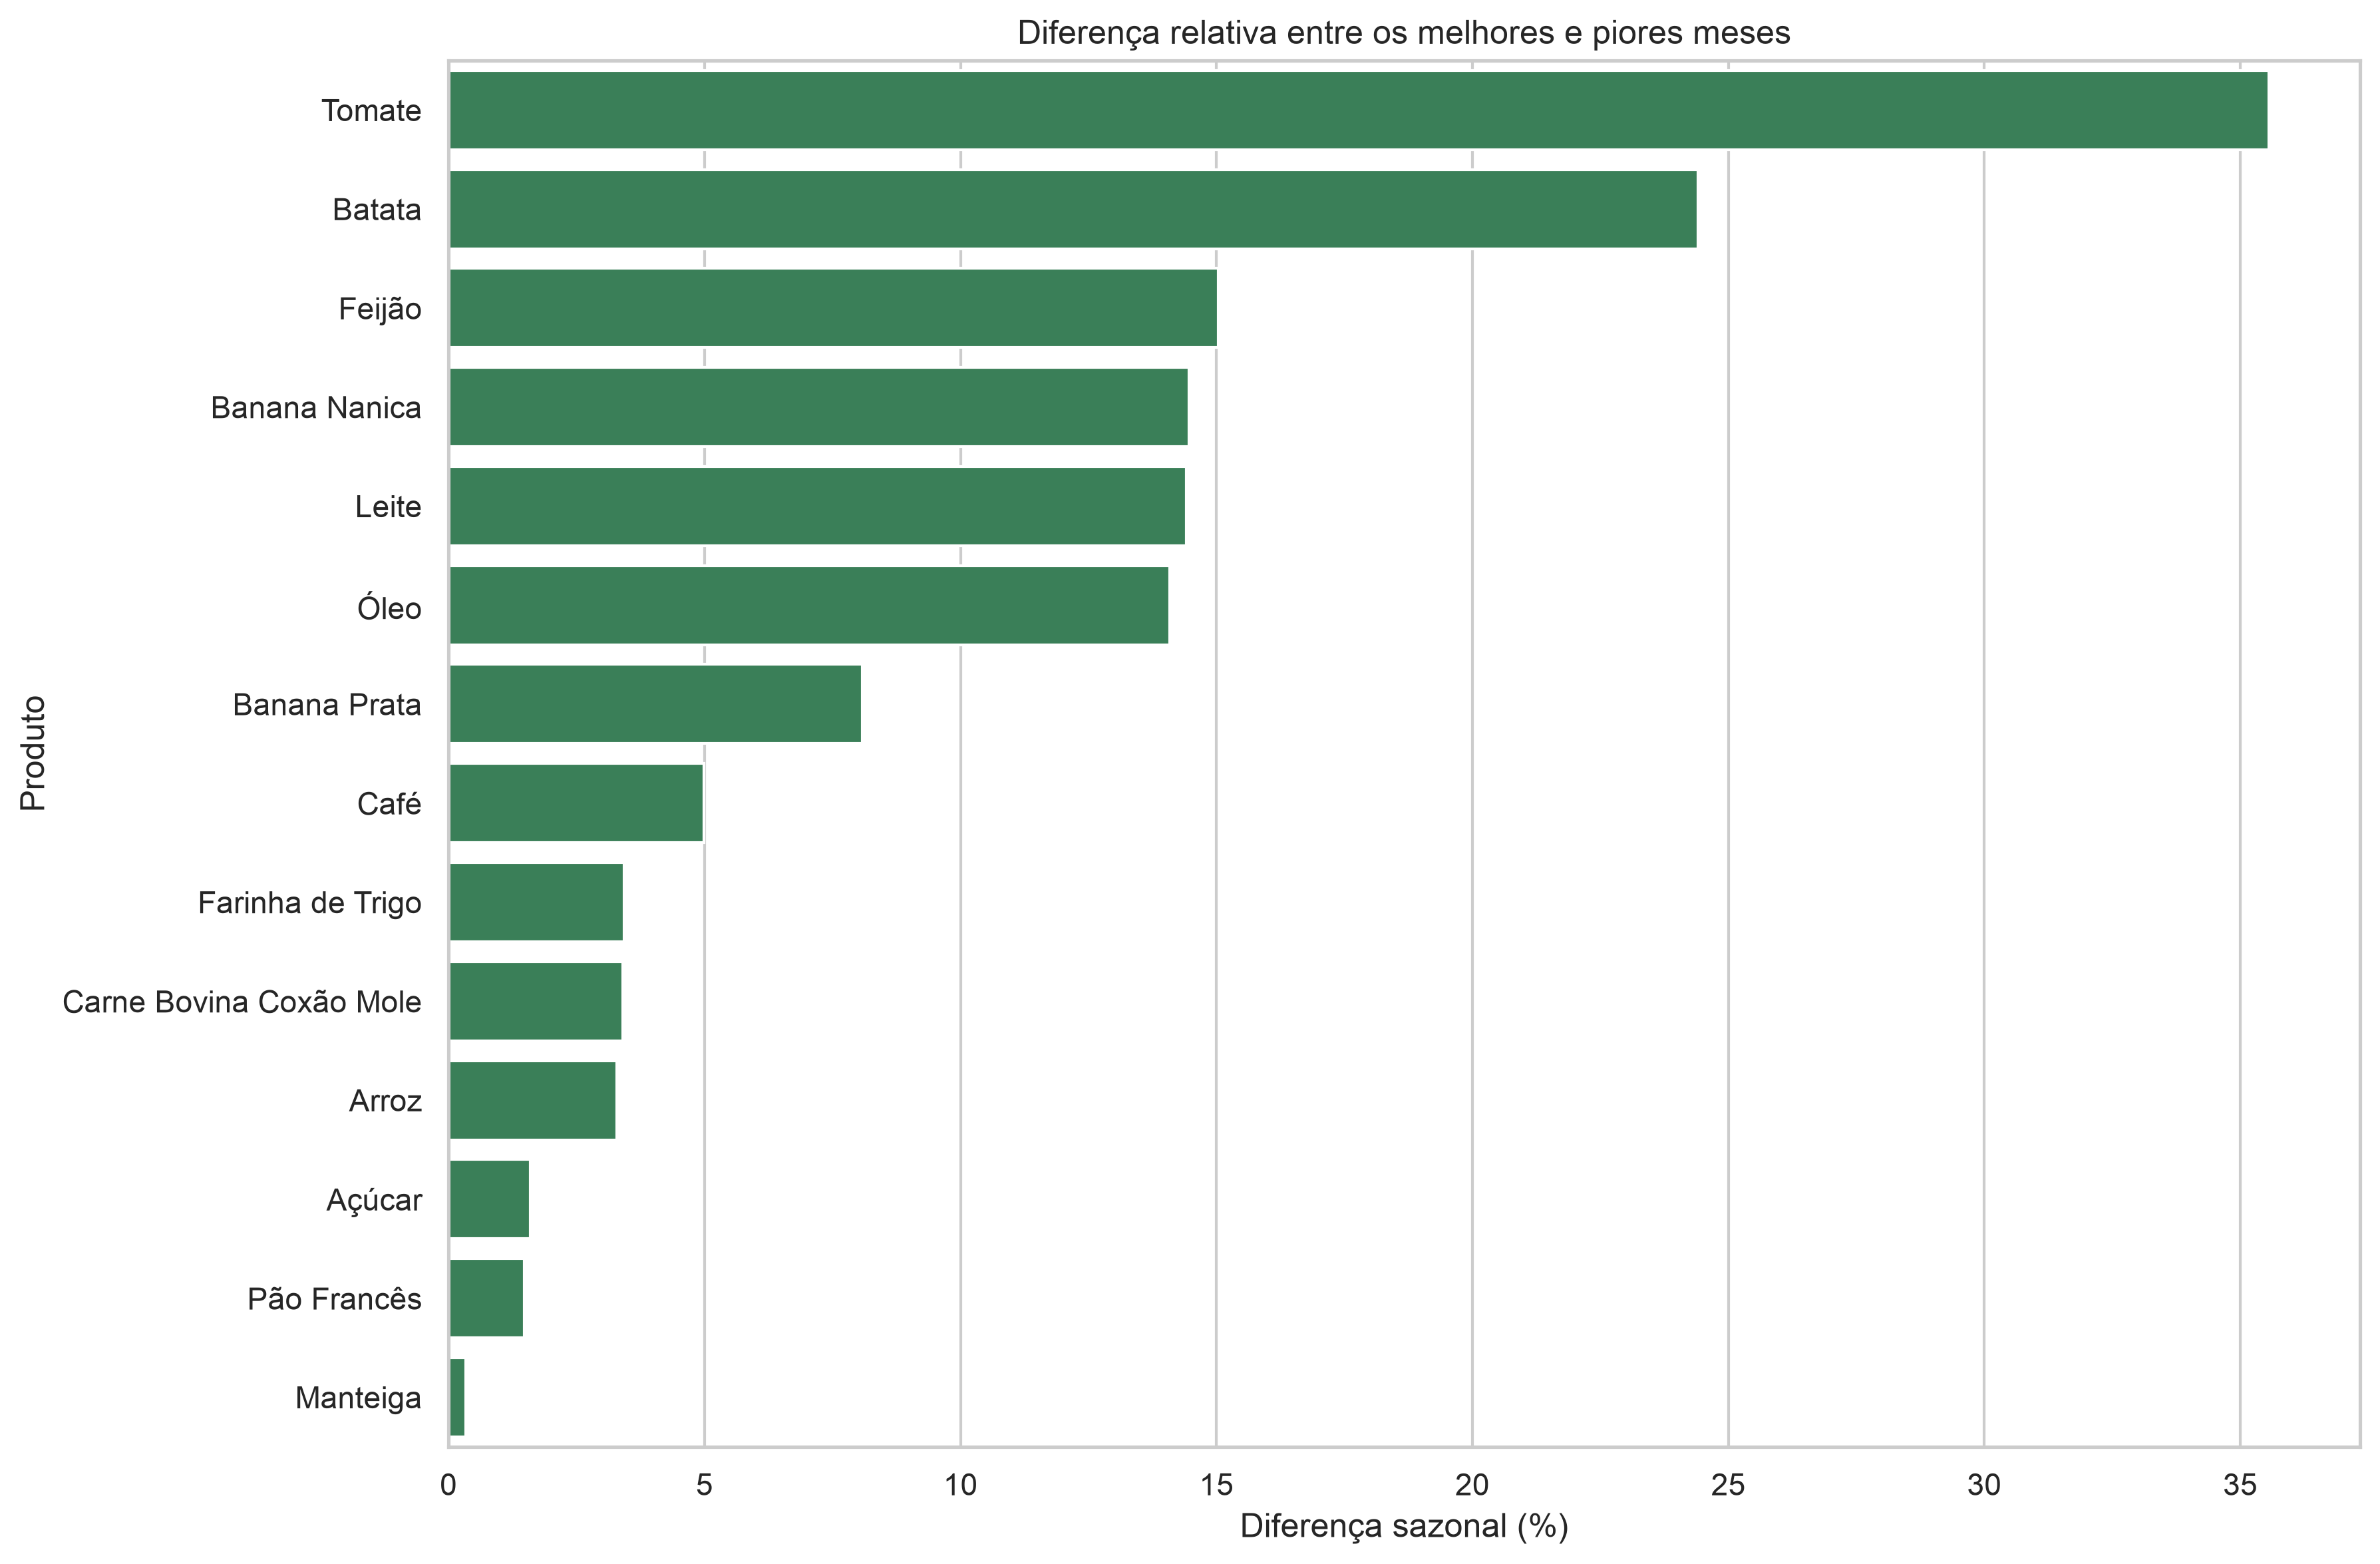 Diferença relativa entre os melhores e piores meses
Produto
Tomate
Batata
Feijão
Banana Nanica
Leite
Óleo
Banana Prata
Café
Farinha de Trigo
Carne Bovina Coxão Mole
Arroz
Açúcar
Pão Francês
Manteiga
0 5 10 15 20 25 30 35
Diferença sazonal (%)